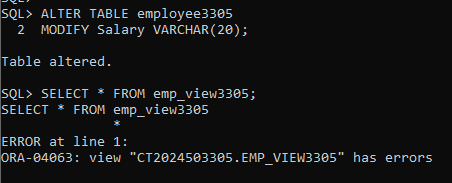 SQL> ALTER TABLE employee3305
  2  MODIFY Salary VARCHAR(20);
Table altered.
SQL> SELECT * FROM emp_view3305;
SELECT * FROM emp_view3305
              *
ERROR at line 1:
ORA-04063: view "CT2024503305.EMP_VIEW3305" has errors